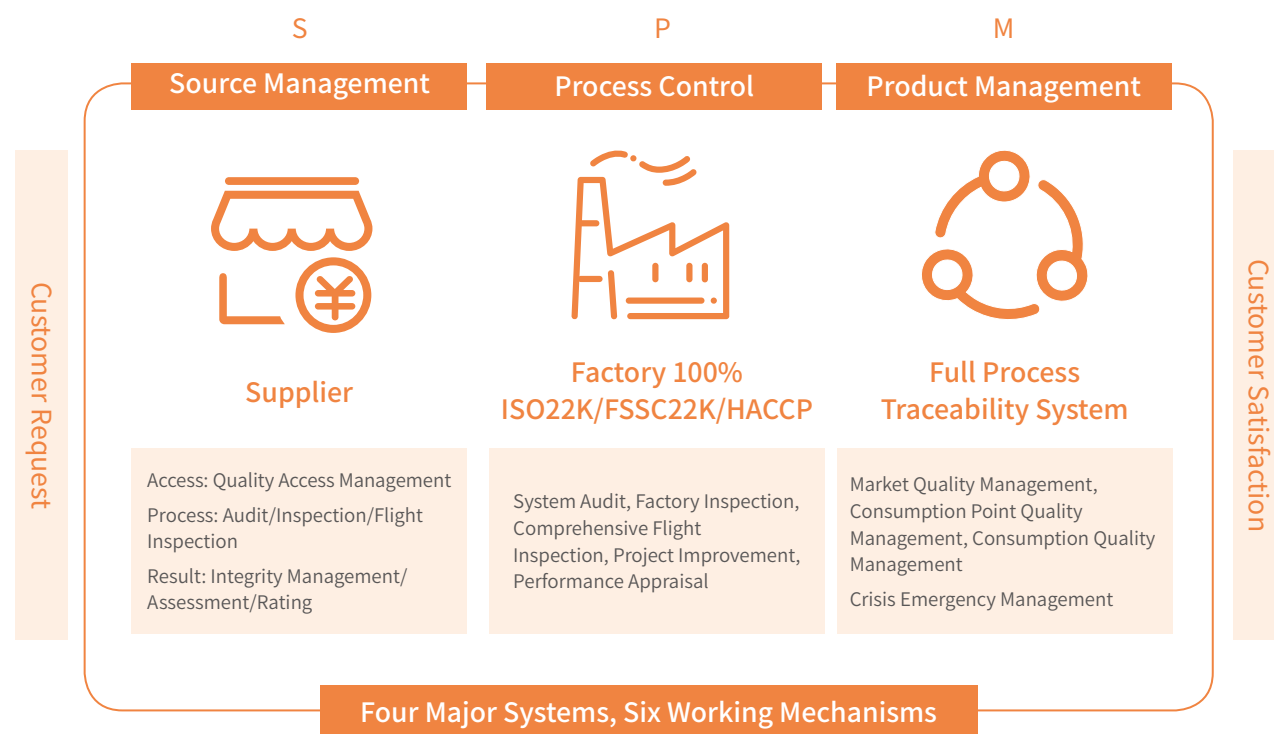 S
P
M
Source Management
Process Control
Product Management
Customer Request
Supplier
Access: Quality Access Management
Process: Audit/Inspection/Flight
Inspection
Result: Integrity Management/
Assessment/Rating
Factory 100%
ISO22K/FSSC22K/HACCP
System Audit, Factory Inspection,
Comprehensive Flight
Inspection, Project Improvement,
Performance Appraisal
Full Process
Traceability System
Market Quality Management,
Consumption Point Quality
Management, Consumption Quality
Management
Crisis Emergency Management
Customer Satisfaction
Four Major Systems, Six Working Mechanisms